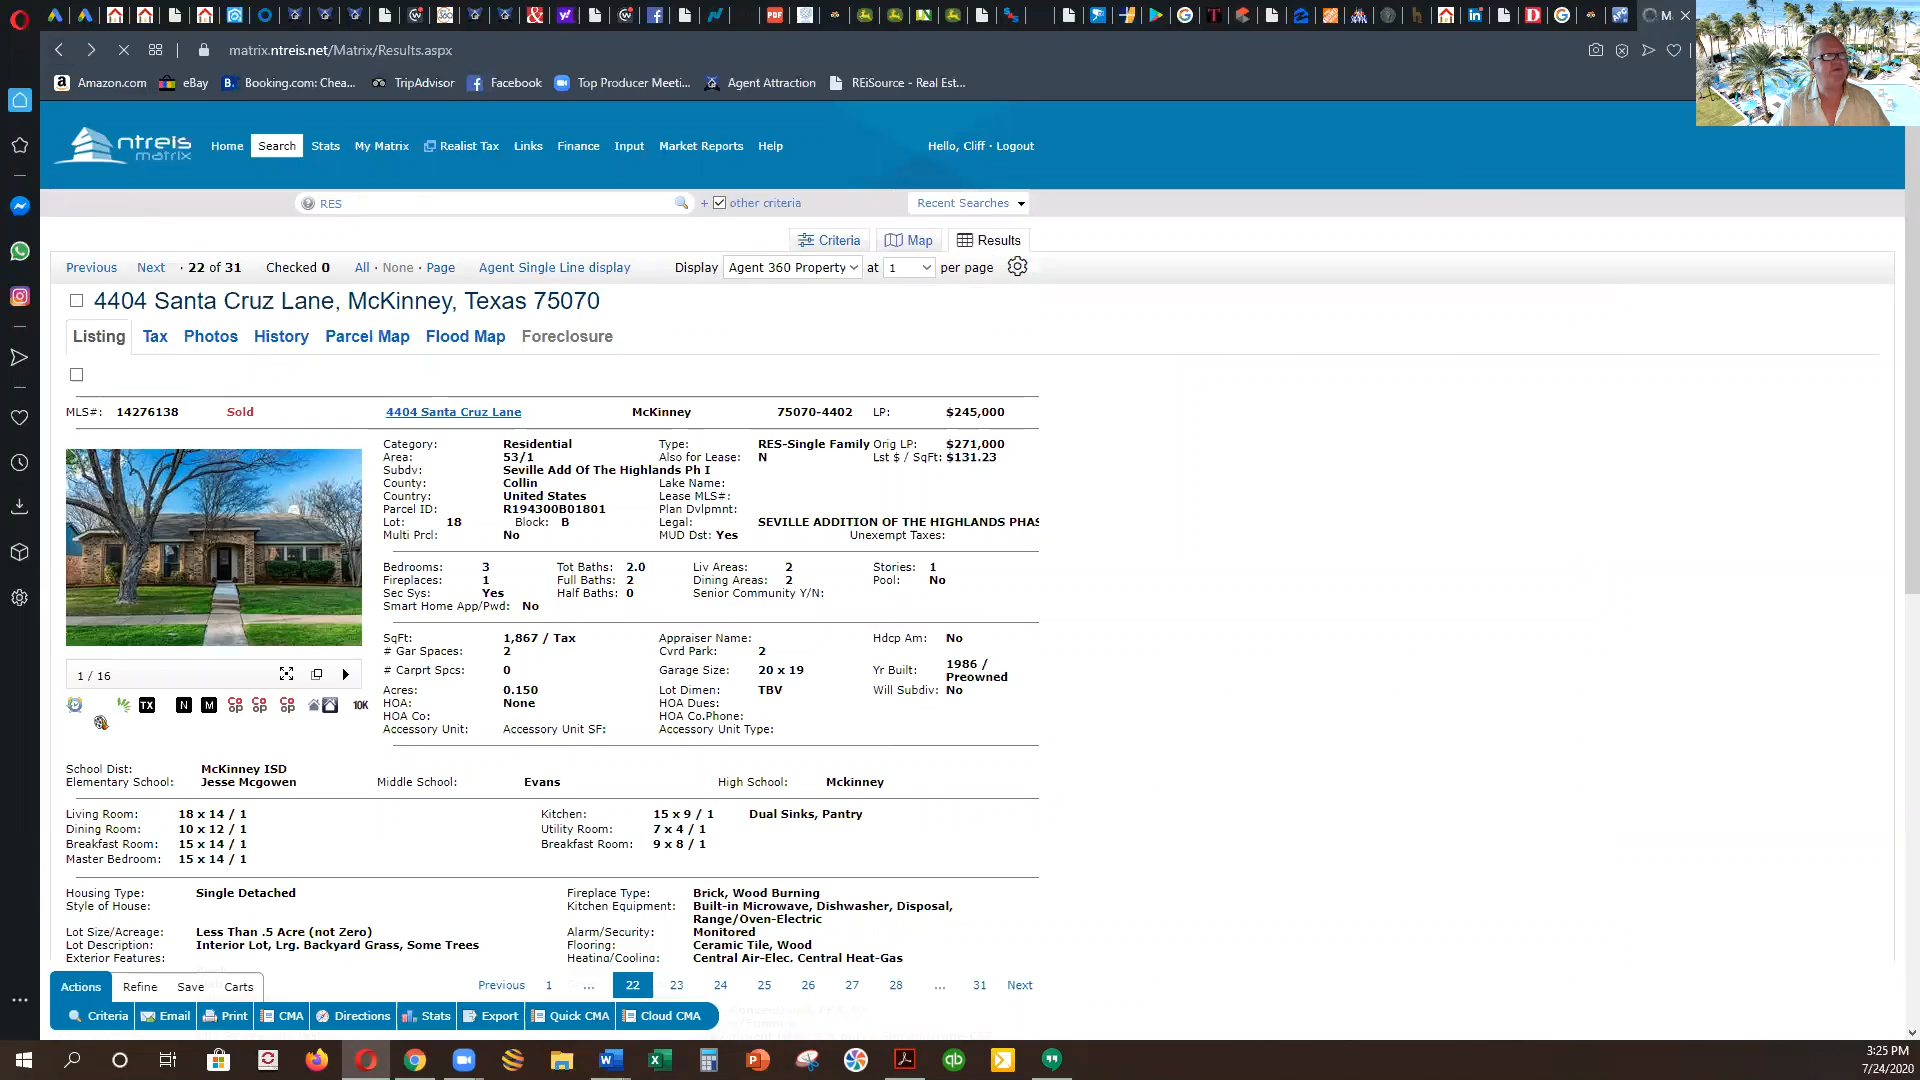 M
matrix.ntreis.net/Matrix/Results.aspx
Amazon.com eBay Booking.com: Chea... TripAdvisor Facebook Top Producer Meeti... Agent Attraction REiSource - Real Est...
ntreis matrix
Home Search Stats My Matrix Realist Tax Links Finance Input Market Reports Help Hello, Cliff · Logout
RES + other criteria Recent Searches
Criteria Map Results
Previous Next · 22 of 31 Checked 0 All · None · Page Agent Single Line display Display Agent 360 Property at 1 per page
4404 Santa Cruz Lane, McKinney, Texas 75070
Listing Tax Photos History Parcel Map Flood Map Foreclosure
MLS#: 14276138 Sold 4404 Santa Cruz Lane McKinney 75070-4402 LP: $245,000
Category: Residential Type: RES-Single Family Orig LP: $271,000
Area: 53/1 Also for Lease: N Lst $ / SqFt: $131.23
Subdv: Seville Add Of The Highlands Ph I
County: Collin Lake Name:
Country: United States Lease MLS#:
Parcel ID: R194300B01801 Plan Dvlpmnt:
Lot: 18 Block: B Legal: SEVILLE ADDITION OF THE HIGHLANDS PHAS
Multi Prcl: No MUD Dst: Yes Unexempt Taxes:
Bedrooms: 3 Tot Baths: 2.0 Liv Areas: 2 Stories: 1
Fireplaces: 1 Full Baths: 2 Dining Areas: 2 Pool: No
Sec Sys: Yes Half Baths: 0 Senior Community Y/N:
Smart Home App/Pwd: No
SqFt: 1,867 / Tax Appraiser Name: Hdcp Am: No
# Gar Spaces: 2 Cvrd Park: 2
# Carprt Spcs: 0 Garage Size: 20 x 19 Yr Built: 1986 / Preowned
Acres: 0.150 Lot Dimen: TBV Will Subdiv: No
HOA: None HOA Dues:
HOA Co: HOA Co.Phone:
Accessory Unit: Accessory Unit SF: Accessory Unit Type:
1 / 16
TX N M Co op Co op Co op 10K
School Dist: McKinney ISD
Elementary School: Jesse Mcgowen Middle School: Evans High School: Mckinney
Living Room: 18 x 14 / 1 Kitchen: 15 x 9 / 1 Dual Sinks, Pantry
Dining Room: 10 x 12 / 1 Utility Room: 7 x 4 / 1
Breakfast Room: 15 x 14 / 1 Breakfast Room: 9 x 8 / 1
Master Bedroom: 15 x 14 / 1
Housing Type: Single Detached Fireplace Type: Brick, Wood Burning
Style of House: Kitchen Equipment: Built-in Microwave, Dishwasher, Disposal,
Range/Oven-Electric
Lot Size/Acreage: Less Than .5 Acre (not Zero) Alarm/Security: Monitored
Lot Description: Interior Lot, Lrg. Backyard Grass, Some Trees Flooring: Ceramic Tile, Wood
Exterior Features: Heating/Cooling: Central Air-Elec, Central Heat-Gas
Actions Refine Save Carts Previous 1 ... 22 23 24 25 26 27 28 ... 31 Next
Criteria Email Print CMA Directions Stats Export Quick CMA Cloud CMA
3:25 PM
7/24/2020